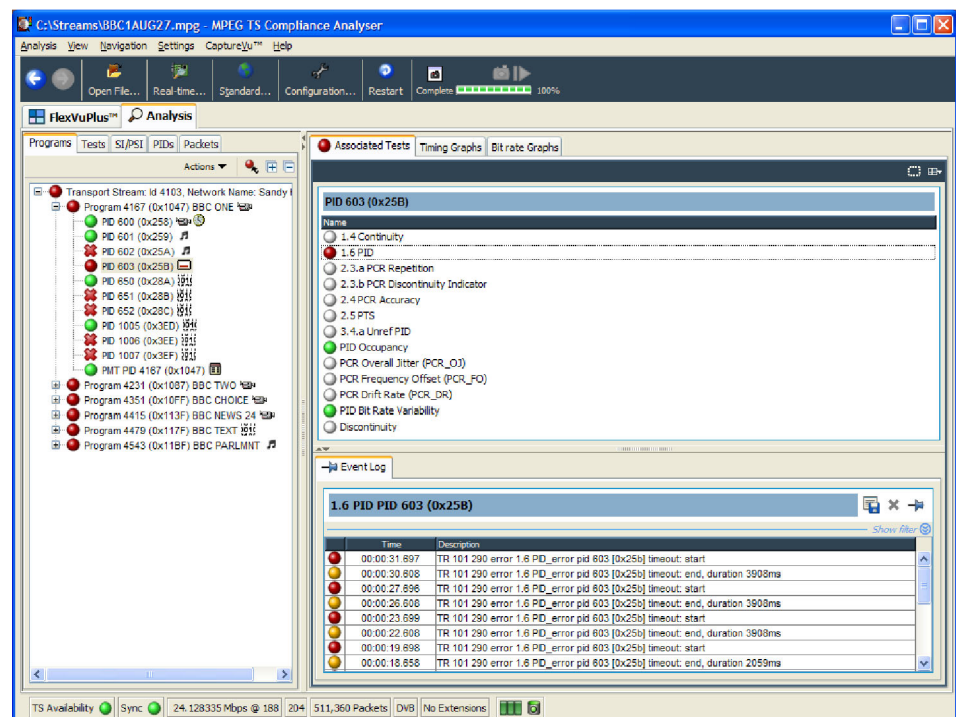 C:\Streams\BBC1AUG27.mpg - MPEG TS Compliance Analyser
Analysis View Navigation Settings CaptureVu™ Help
Open File... Real-time... Standard... Configuration... Restart Complete 100%
FlexVuPlus™ Analysis
Programs Tests SI/PSI PIDs Packets
Actions
Transport Stream: Id 4103, Network Name: Sandy
Program 4167 (0x1047) BBC ONE
PID 600 (0x258)
PID 601 (0x259)
PID 602 (0x25A)
PID 603 (0x25B)
PID 650 (0x28A)
PID 651 (0x28B)
PID 652 (0x28C)
PID 1005 (0x3ED)
PID 1006 (0x3EE)
PID 1007 (0x3EF)
PMT PID 4167 (0x1047)
Program 4231 (0x1087) BBC TWO
Program 4351 (0x10FF) BBC CHOICE
Program 4415 (0x113F) BBC NEWS 24
Program 4479 (0x117F) BBC TEXT
Program 4543 (0x11BF) BBC PARLMNT
Associated Tests Timing Graphs Bit rate Graphs
PID 603 (0x25B)
Name
1.4 Continuity
1.6 PID
2.3.a PCR Repetition
2.3.b PCR Discontinuity Indicator
2.4 PCR Accuracy
2.5 PTS
3.4.a Unref PID
PID Occupancy
PCR Overall Jitter (PCR_OJ)
PCR Frequency Offset (PCR_FO)
PCR Drift Rate (PCR_DR)
PID Bit Rate Variability
Discontinuity
Event Log
1.6 PID PID 603 (0x25B)
Show filter
Time Description
00:00:31.697 TR 101 290 error 1.6 PID_error pid 603 [0x25b] timeout: start
00:00:30.608 TR 101 290 error 1.6 PID_error pid 603 [0x25b] timeout: end, duration 3908ms
00:00:27.696 TR 101 290 error 1.6 PID_error pid 603 [0x25b] timeout: start
00:00:26.608 TR 101 290 error 1.6 PID_error pid 603 [0x25b] timeout: end, duration 3908ms
00:00:23.699 TR 101 290 error 1.6 PID_error pid 603 [0x25b] timeout: start
00:00:22.608 TR 101 290 error 1.6 PID_error pid 603 [0x25b] timeout: end, duration 3908ms
00:00:19.698 TR 101 290 error 1.6 PID_error pid 603 [0x25b] timeout: start
00:00:18.658 TR 101 290 error 1.6 PID_error pid 603 [0x25b] timeout: end, duration 2059ms
TS Availability Sync 24.128335 Mbps @ 188 204 511,360 Packets DVB No Extensions